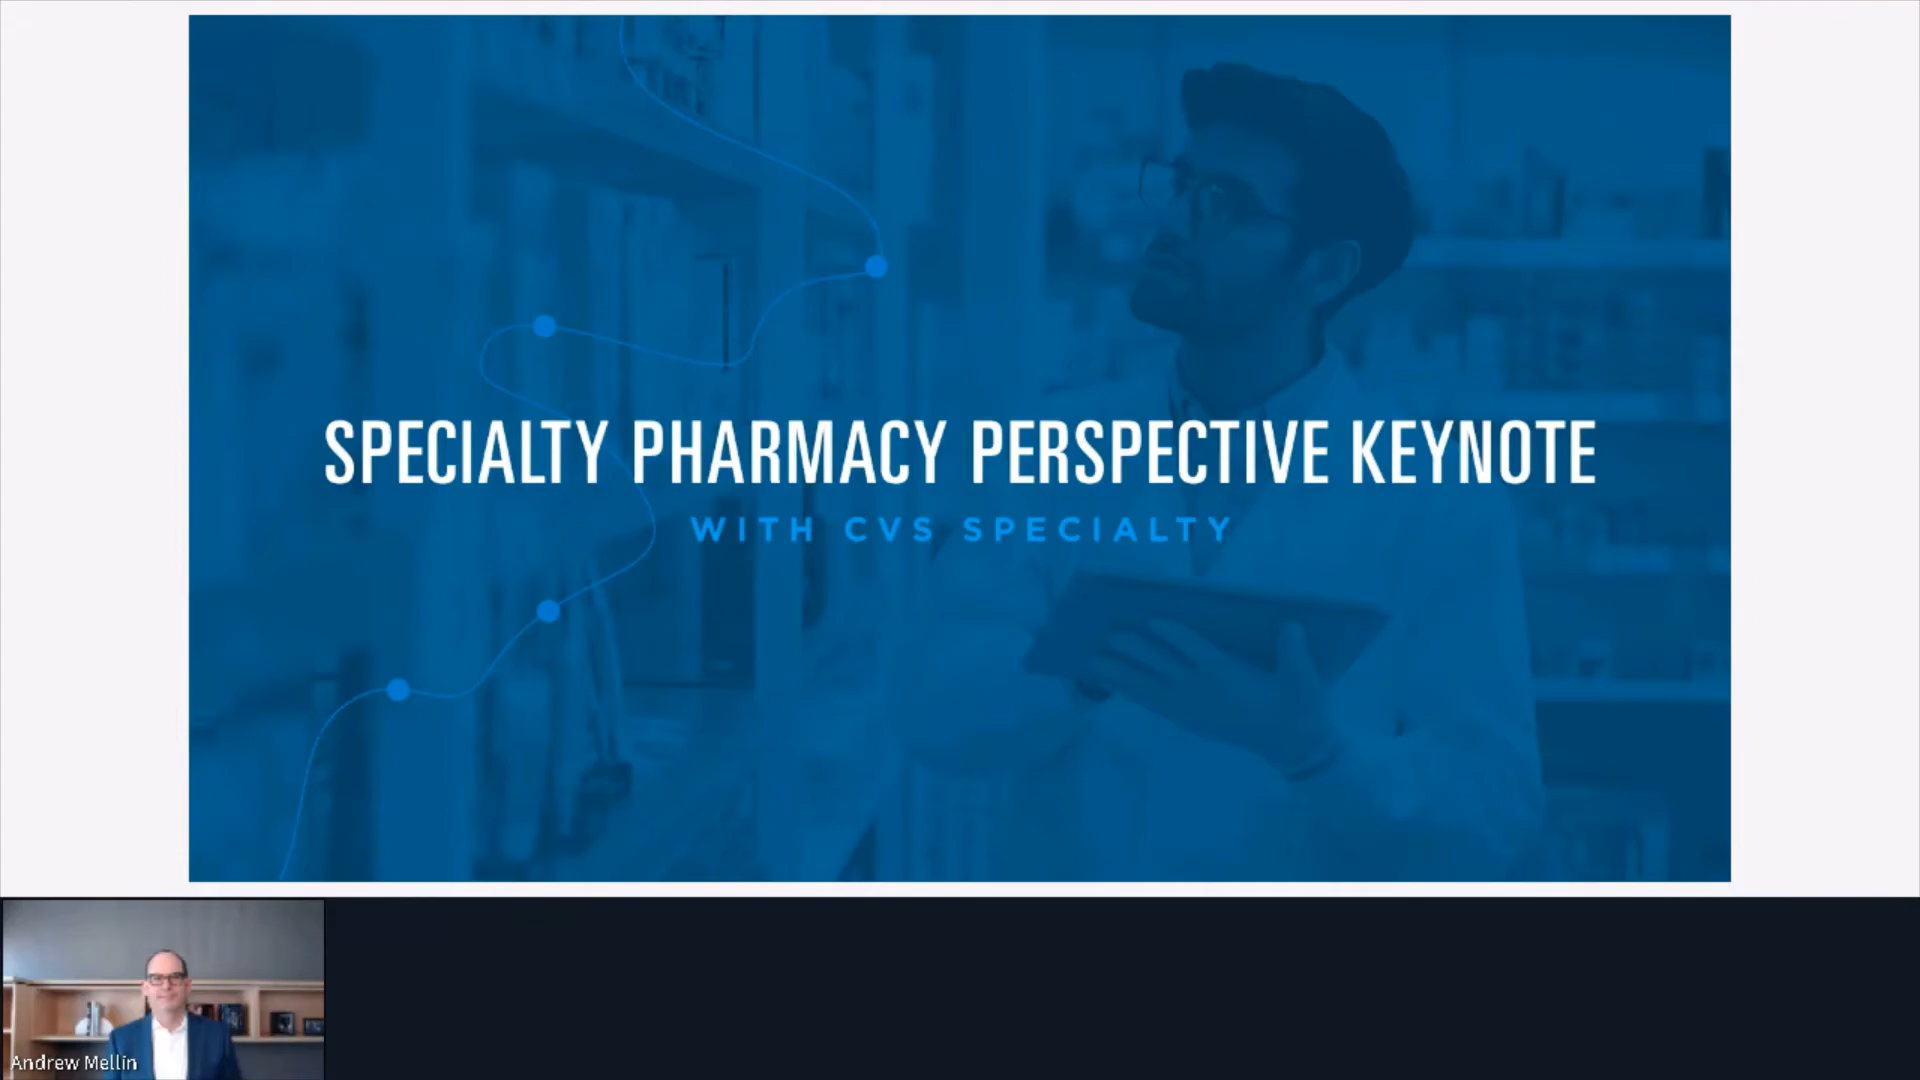 SPECIALTY PHARMACY PERSPECTIVE KEYNOTE
WITH CVS SPECIALTY
Andrew Mellin